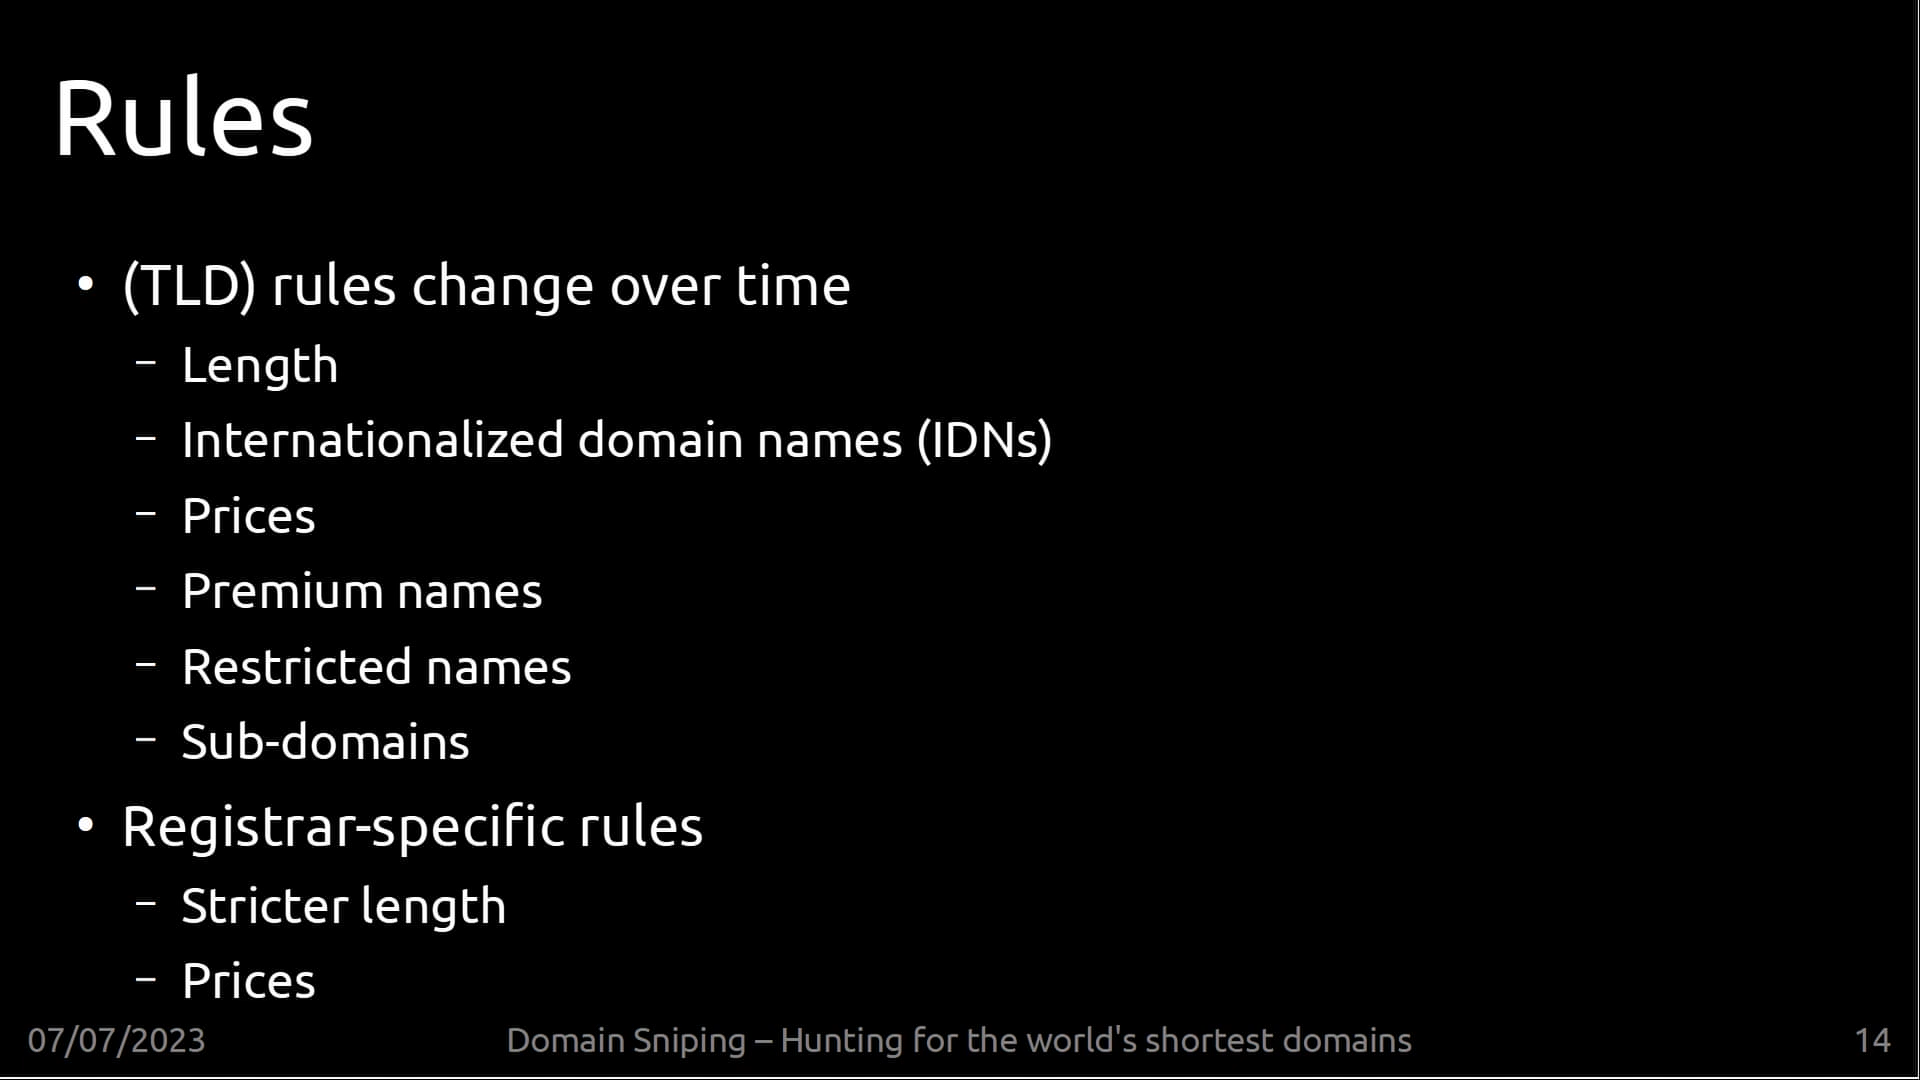 Rules
• (TLD) rules change over time
– Length
– Internationalized domain names (IDNs)
– Prices
– Premium names
– Restricted names
– Sub-domains
• Registrar-specific rules
– Stricter length
– Prices
07/07/2023 Domain Sniping – Hunting for the world's shortest domains 14